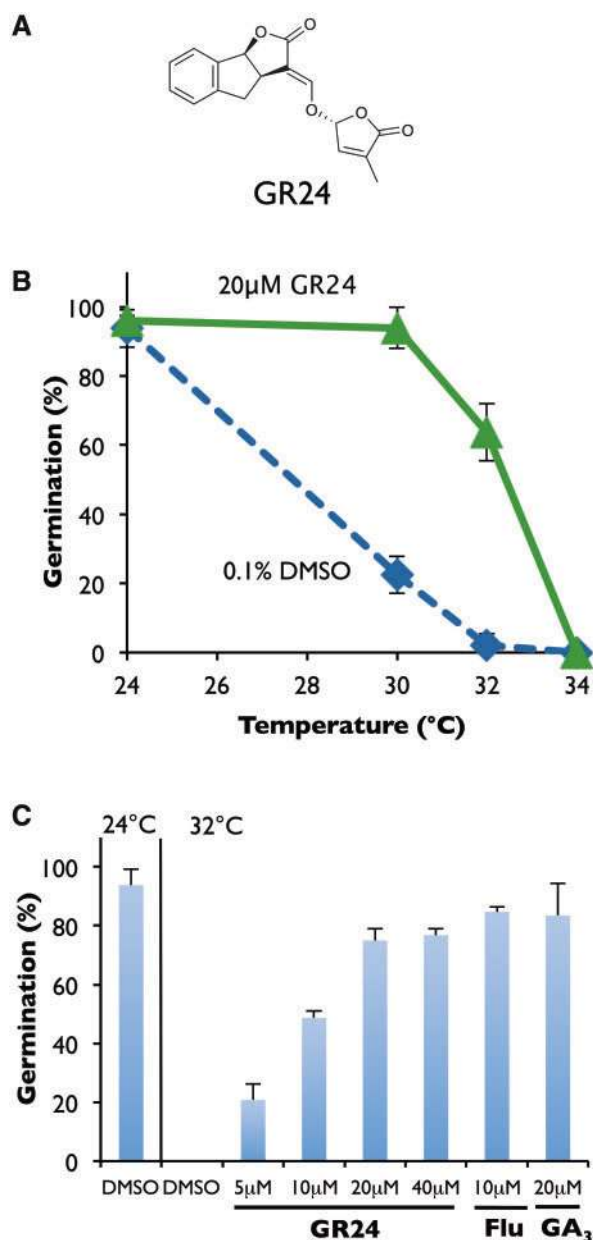 A
O
O
O
O
O
GR24
B
20µM GR24
100
80
60
40
20
0
Germination (%)
0.1% DMSO
24 26 28 30 32 34
Temperature (°C)
C
24°C 32°C
100
80
60
40
20
0
Germination (%)
DMSO DMSO 5µM 10µM 20µM 40µM 10µM 20µM
GR24 Flu GA₃